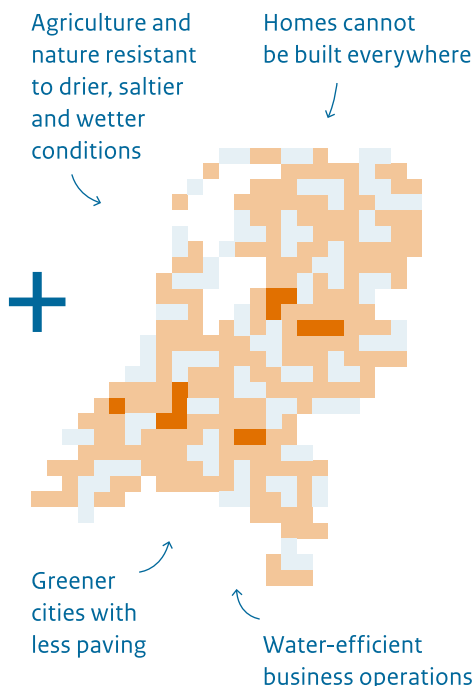 Agriculture and
nature resistant
to drier, saltier
and wetter
conditions
Homes cannot
be built everywhere
Greener
cities with
less paving
Water-efficient
business operations